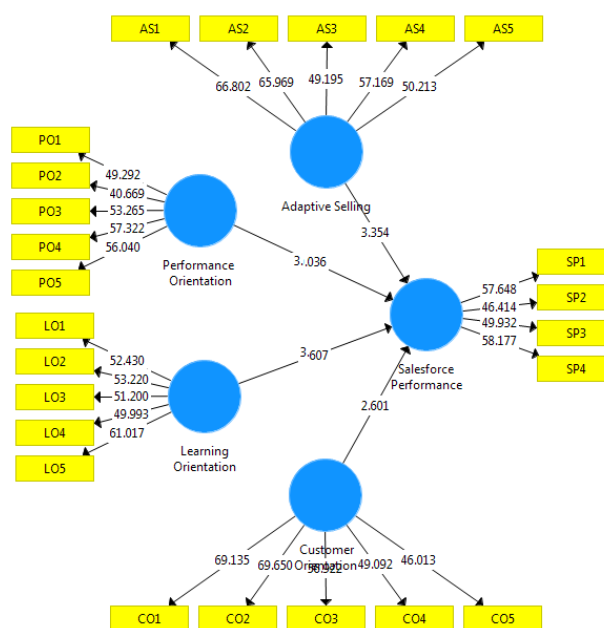 AS1 AS2 AS3 AS4 AS5
66.802 65.969 49.195 57.169 50.213
Adaptive Selling
3.354
PO1
PO2
PO3
PO4
PO5
49.292
40.669
53.265
57.322
56.040
Performance
Orientation
3.036
LO1
LO2
LO3
LO4
LO5
52.430
53.220
51.200
49.993
61.017
Learning
Orientation
3.607
Salesforce
Performance
57.648
46.414
49.932
58.177
SP1
SP2
SP3
SP4
2.601
Customer
Orientation
69.135 69.650 49.092 46.013
CO1 CO2 CO3 CO4 CO5